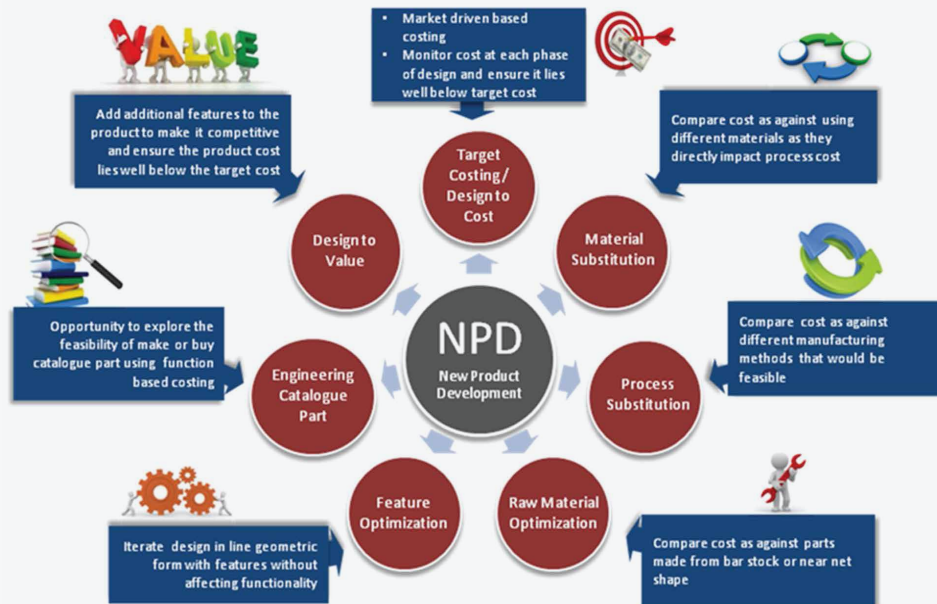 VALUE
Add additional features to the
product to make it competitive
and ensure the product cost
lies well below the target cost
• Market driven based
costing
• Monitor cost at each phase
of design and ensure it lies
well below target cost
Compare cost as against using
different materials as they
directly impact process cost
Target
Costing /
Design to
Cost
Design to
Value
Material
Substitution
Opportunity to explore the
feasibility of make or buy
catalogue part using function
based costing
NPD
New Product
Development
Compare cost as against
different manufacturing
methods that would be
feasible
Engineering
Catalogue
Part
Process
Substitution
Feature
Optimization
Raw Material
Optimization
Iterate design in line geometric
form with features without
affecting functionality
Compare cost as against parts
made from bar stock or near net
shape